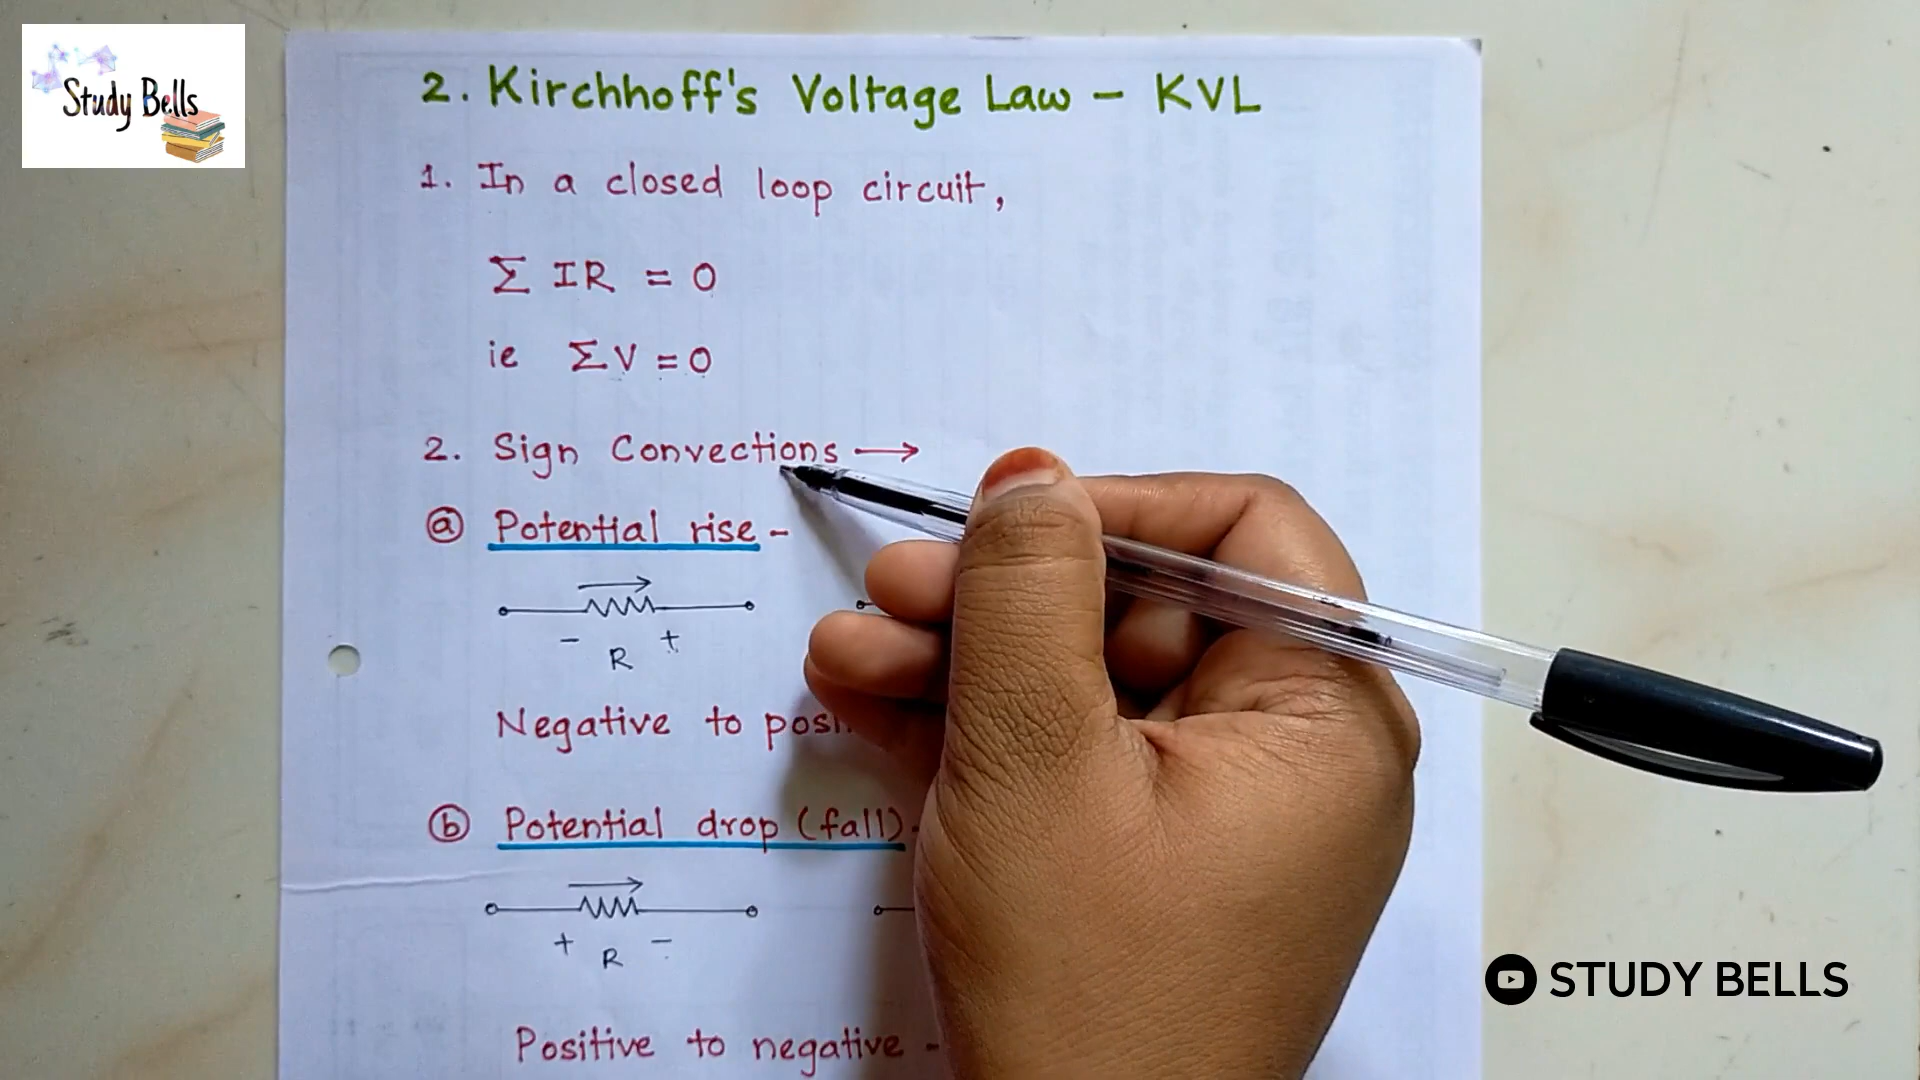 Study Bells
2. Kirchhoff's Voltage Law - KVL
1. In a closed loop circuit,
Σ IR = 0
ie ΣV = 0
2. Sign Convections →
ⓐ Potential rise -
- +
R
Negative to
ⓑ Potential drop (fall) -
+ -
R
Positive to negative -
STUDY BELLS